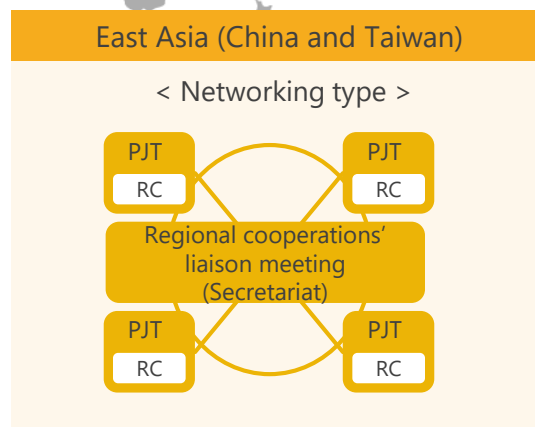 East Asia (China and Taiwan)
< Networking type >
PJT
PJT
RC
RC
Regional cooperations‘
liaison meeting
(Secretariat)
PJT
PJT
RC
RC